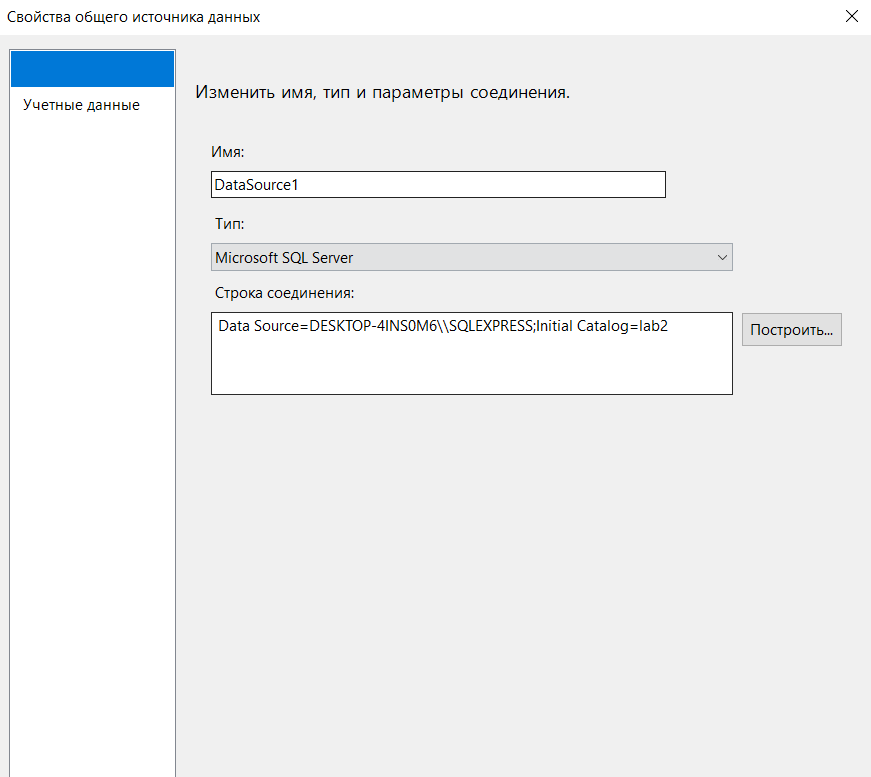 Свойства общего источника данных
Учетные данные
Изменить имя, тип и параметры соединения.
Имя:
DataSource1
Тип:
Microsoft SQL Server
Строка соединения:
Data Source=DESKTOP-4INS0M6\\SQLEXPRESS;Initial Catalog=lab2
Построить...